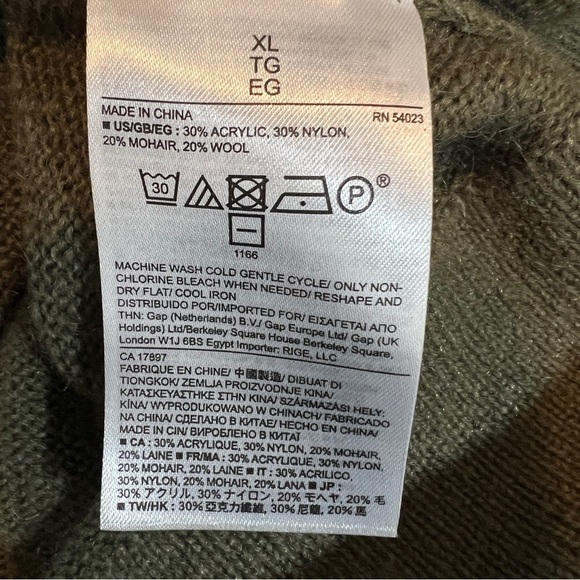 XL
TG
EG
MADE IN CHINA RN 54023
■ US/GB/EG : 30% ACRYLIC, 30% NYLON,
20% MOHAIR, 20% WOOL
30 P ®
1166
MACHINE WASH COLD GENTLE CYCLE/ ONLY NON-
CHLORINE BLEACH WHEN NEEDED/ RESHAPE AND
DRY FLAT/ COOL IRON
DISTRIBUIDO POR/IMPORTED FOR/ ΕΙΣΑΓΕΤΑΙ ΑΠΟ
ΤΗΝ: Gap (Netherlands) B.V./ Gap Europe Ltd/ Gap (UK
Holdings) Ltd/Berkeley Square House Berkeley Square,
London W1J 6BS Egypt Importer: RIGE, LLC
CA 17897
FABRIQUE EN CHINE/ 中國製造/ DIBUAT DI
TIONGKOK/ ZEMLJA PROIZVODNJE KINA/
ΚΑΤΑΣΚΕΥΑΣΤΗΚΕ ΣΤΗΝ ΚΙΝΑ/ SZÁRMAZÁSI HELY:
KÍNA/ WYPRODUKOWANO W CHINACH/ FABRICADO
NA CHINA/ СДЕЛАНО В КИТАЕ/ HECHO EN CHINA/
MADE IN CIN/ ВИРОБЛЕНО В КИТАЇ
■ CA : 30% ACRYLIQUE, 30% NYLON, 20% MOHAIR,
20% LAINE ■ FR/MA : 30% ACRYLIQUE, 30% NYLON,
20% MOHAIR, 20% LAINE ■ IT : 30% ACRILICO,
30% NYLON, 20% MOHAIR, 20% LANA ■ JP :
30% アクリル, 30% ナイロン, 20% モヘヤ, 20% 毛
■ TW/HK : 30% 亞克力纖, 30% 尼龍, 20% 馬